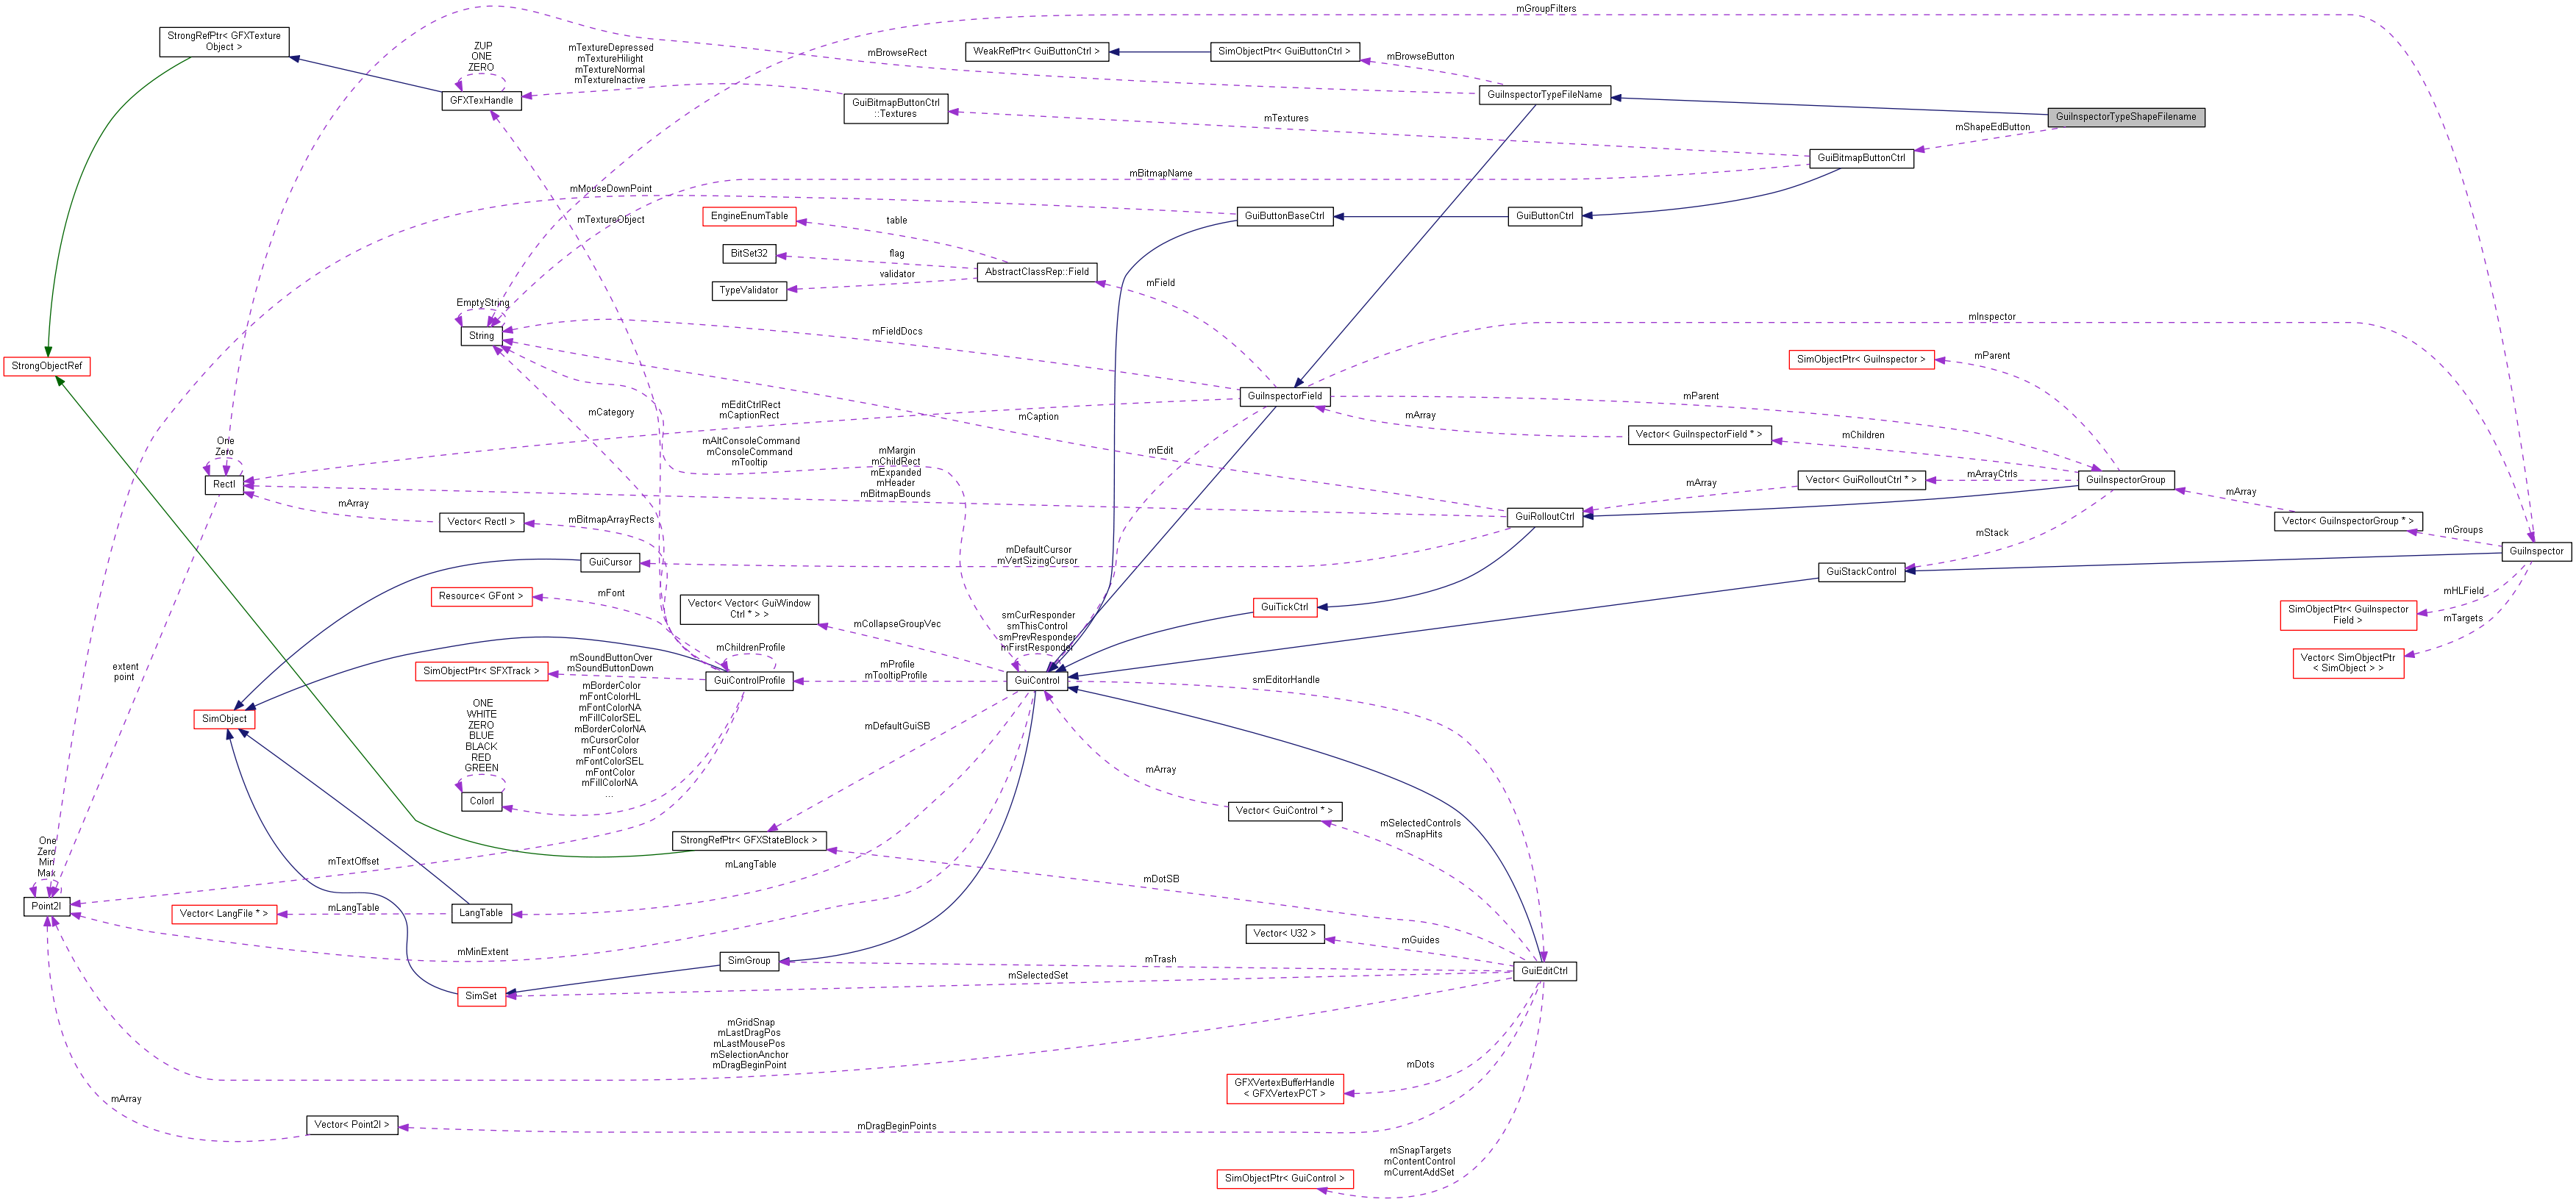 mGroupFilters
StrongRefPtr< GFXTexture
Object >
ZUP
ONE
ZERO
mTextureDepressed
mTextureHilight
mTextureNormal
mTextureInactive
mBrowseRect
WeakRefPtr< GuiButtonCtrl >
SimObjectPtr< GuiButtonCtrl >
mBrowseButton
GFXTexHandle
GuiBitmapButtonCtrl
::Textures
GuiInspectorTypeFileName
GuiInspectorTypeShapeFilename
mTextures
mShapeEdButton
GuiBitmapButtonCtrl
mBitmapName
mMouseDownPoint
mTextureObject
EngineEnumTable
table
GuiButtonBaseCtrl
GuiButtonCtrl
BitSet32
flag
AbstractClassRep::Field
TypeValidator
validator
mField
EmptyString
String
mFieldDocs
mInspector
StrongObjectRef
SimObjectPtr< GuiInspector >
mParent
GuiInspectorField
mCategory
mEditCtrlRect
mCaptionRect
mCaption
mArray
mParent
Vector< GuiInspectorField * >
mChildren
One
Zero
RectI
mAltConsoleCommand
mConsoleCommand
mTooltip
mMargin
mChildRect
mExpanded
mHeader
mBitmapBounds
mEdit
mArray
Vector< GuiRolloutCtrl * >
mArrayCtrls
GuiInspectorGroup
mArray
mArray
Vector< RectI >
mBitmapArrayRects
GuiRolloutCtrl
mStack
Vector< GuiInspectorGroup * >
mGroups
GuiInspector
GuiCursor
mDefaultCursor
mVertSizingCursor
GuiStackControl
Resource< GFont >
mFont
Vector< Vector< GuiWindow
Ctrl * > >
mCollapseGroupVec
GuiTickCtrl
SimObjectPtr< GuiInspector
Field >
mHLField
mTargets
Vector< SimObjectPtr
< SimObject > >
smCurResponder
smThisControl
smPrevResponder
smFirstResponder
mChildrenProfile
extent
point
SimObjectPtr< SFXTrack >
mSoundButtonOver
mSoundButtonDown
GuiControlProfile
mProfile
mTooltipProfile
GuiControl
smEditorHandle
SimObject
mBorderColor
mFontColorHL
mFontColorNA
mFillColorSEL
mBorderColorNA
mCursorColor
mFontColors
mFontColorSEL
mFontColor
mFillColorNA
...
ONE
WHITE
ZERO
BLUE
BLACK
RED
GREEN
ColorI
mDefaultGuiSB
mArray
Vector< GuiControl * >
mSelectedControls
mSnapHits
StrongRefPtr< GFXStateBlock >
One
Zero
Min
Max
Point2I
mTextOffset
mLangTable
mDotSB
Vector< LangFile * >
mLangTable
LangTable
Vector< U32 >
mGuides
mMinExtent
SimGroup
mTrash
GuiEditCtrl
SimSet
mSelectedSet
mGridSnap
mLastDragPos
mLastMousePos
mSelectionAnchor
mDragBeginPoint
GFXVertexBufferHandle
< GFXVertexPCT >
mDots
mArray
Vector< Point2I >
mDragBeginPoints
SimObjectPtr< GuiControl >
mSnapTargets
mContentControl
mCurrentAddSet